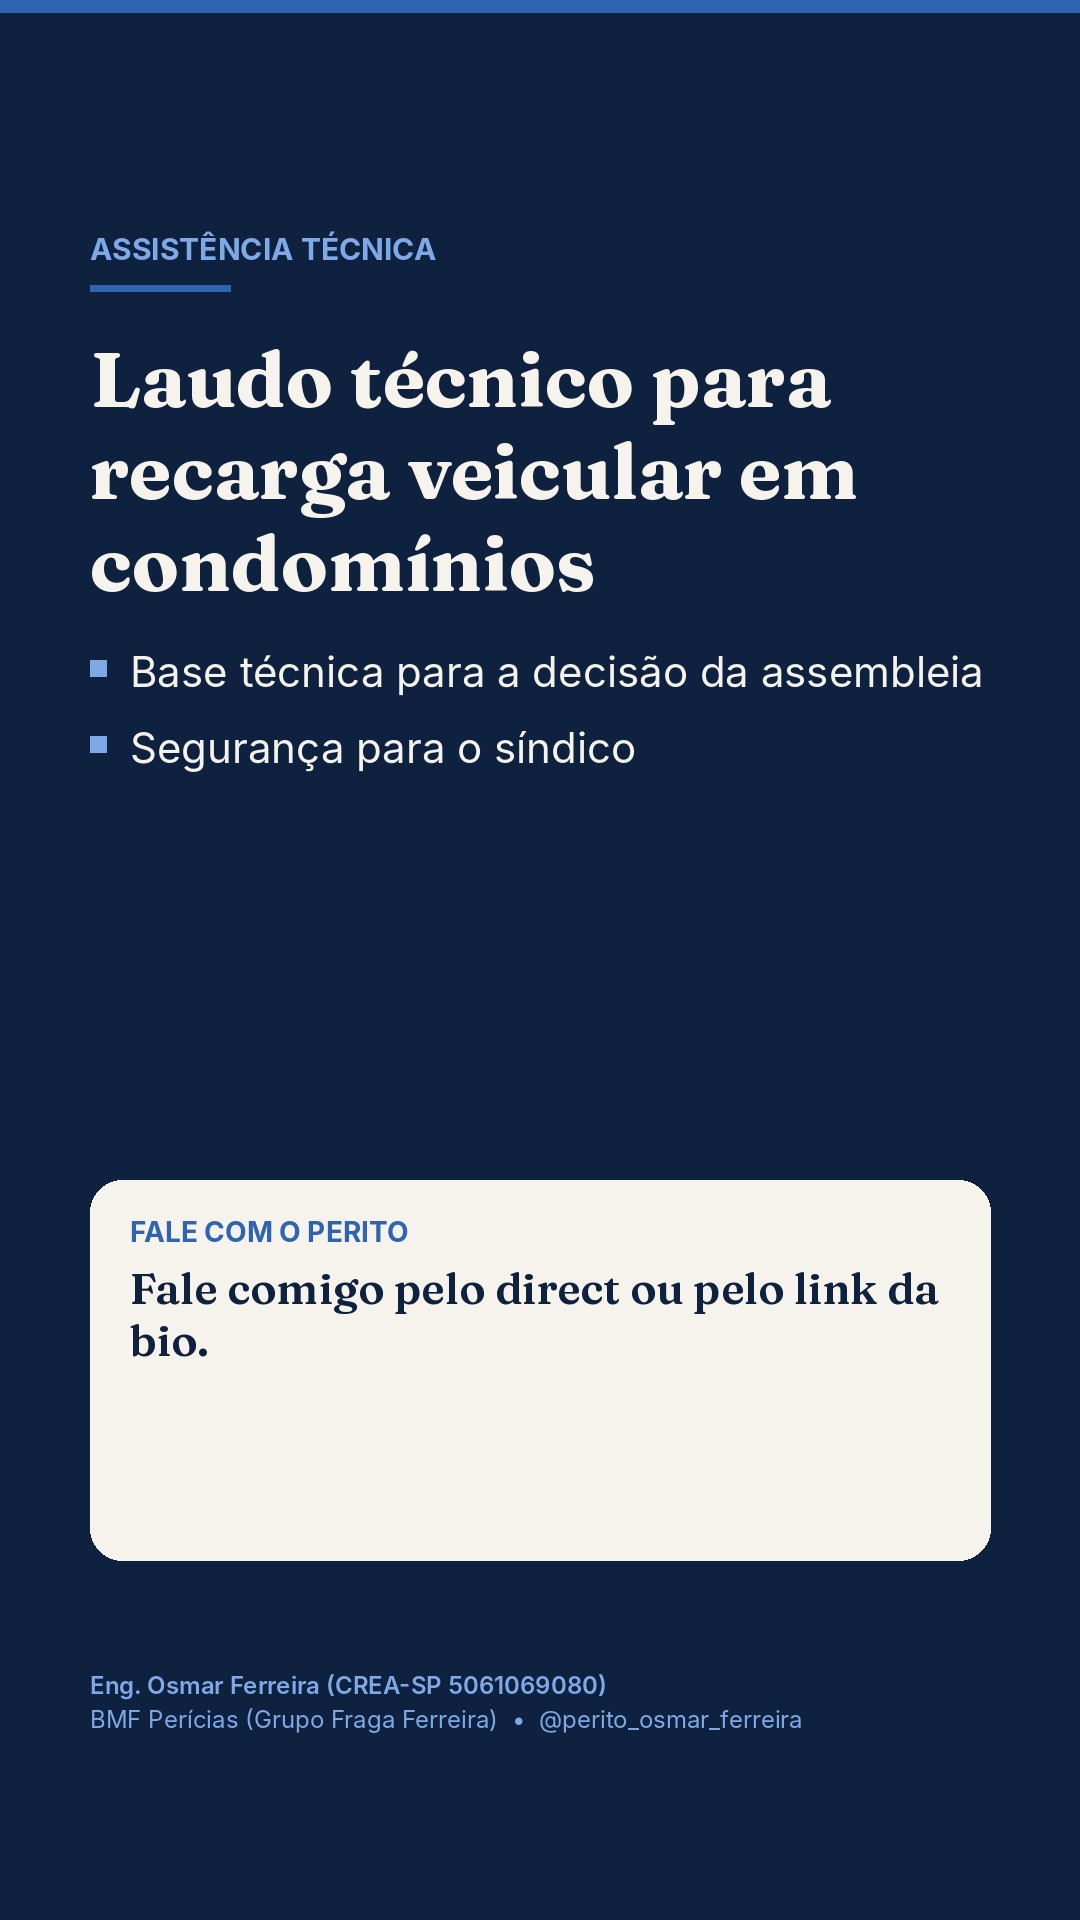 ASSISTÊNCIA TÉCNICA
Laudo técnico para
recarga veicular em
condomínios
Base técnica para a decisão da assembleia
Segurança para o síndico
FALE COM O PERITO
Fale comigo pelo direct ou pelo link da
bio.
Eng. Osmar Ferreira (CREA-SP 5061069080)
BMF Perícias (Grupo Fraga Ferreira) • @perito_osmar_ferreira